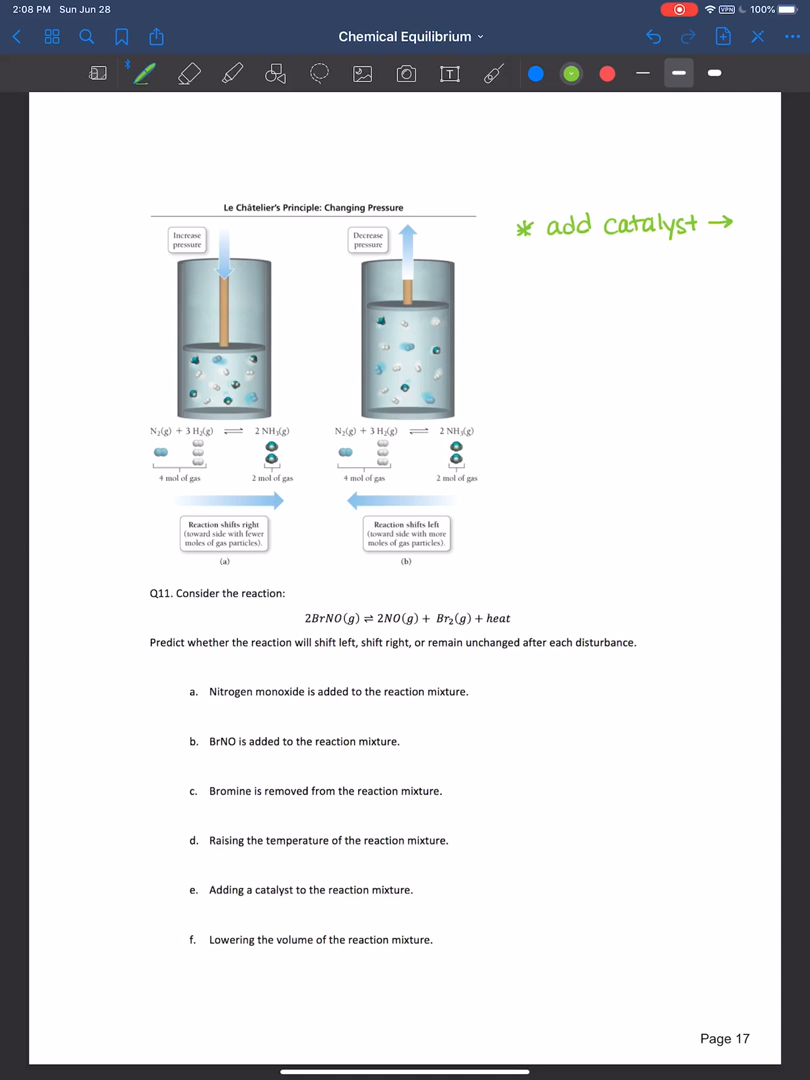 2:08 PM Sun Jun 28
VPN 100%
Chemical Equilibrium
T
Le Châtelier's Principle: Changing Pressure
* add catalyst →
Increase
pressure
Decrease
pressure
N₂(g) + 3 H₂(g) ⇌ 2 NH₃(g)
N₂(g) + 3 H₂(g) ⇌ 2 NH₃(g)
4 mol of gas 2 mol of gas
4 mol of gas 2 mol of gas
Reaction shifts right
(toward side with fewer
moles of gas particles).
Reaction shifts left
(toward side with more
moles of gas particles).
(a)
(b)
Q11. Consider the reaction:
2BrNO(g) ⇌ 2NO(g) + Br₂(g) + heat
Predict whether the reaction will shift left, shift right, or remain unchanged after each disturbance.
a. Nitrogen monoxide is added to the reaction mixture.
b. BrNO is added to the reaction mixture.
c. Bromine is removed from the reaction mixture.
d. Raising the temperature of the reaction mixture.
e. Adding a catalyst to the reaction mixture.
f. Lowering the volume of the reaction mixture.
Page 17